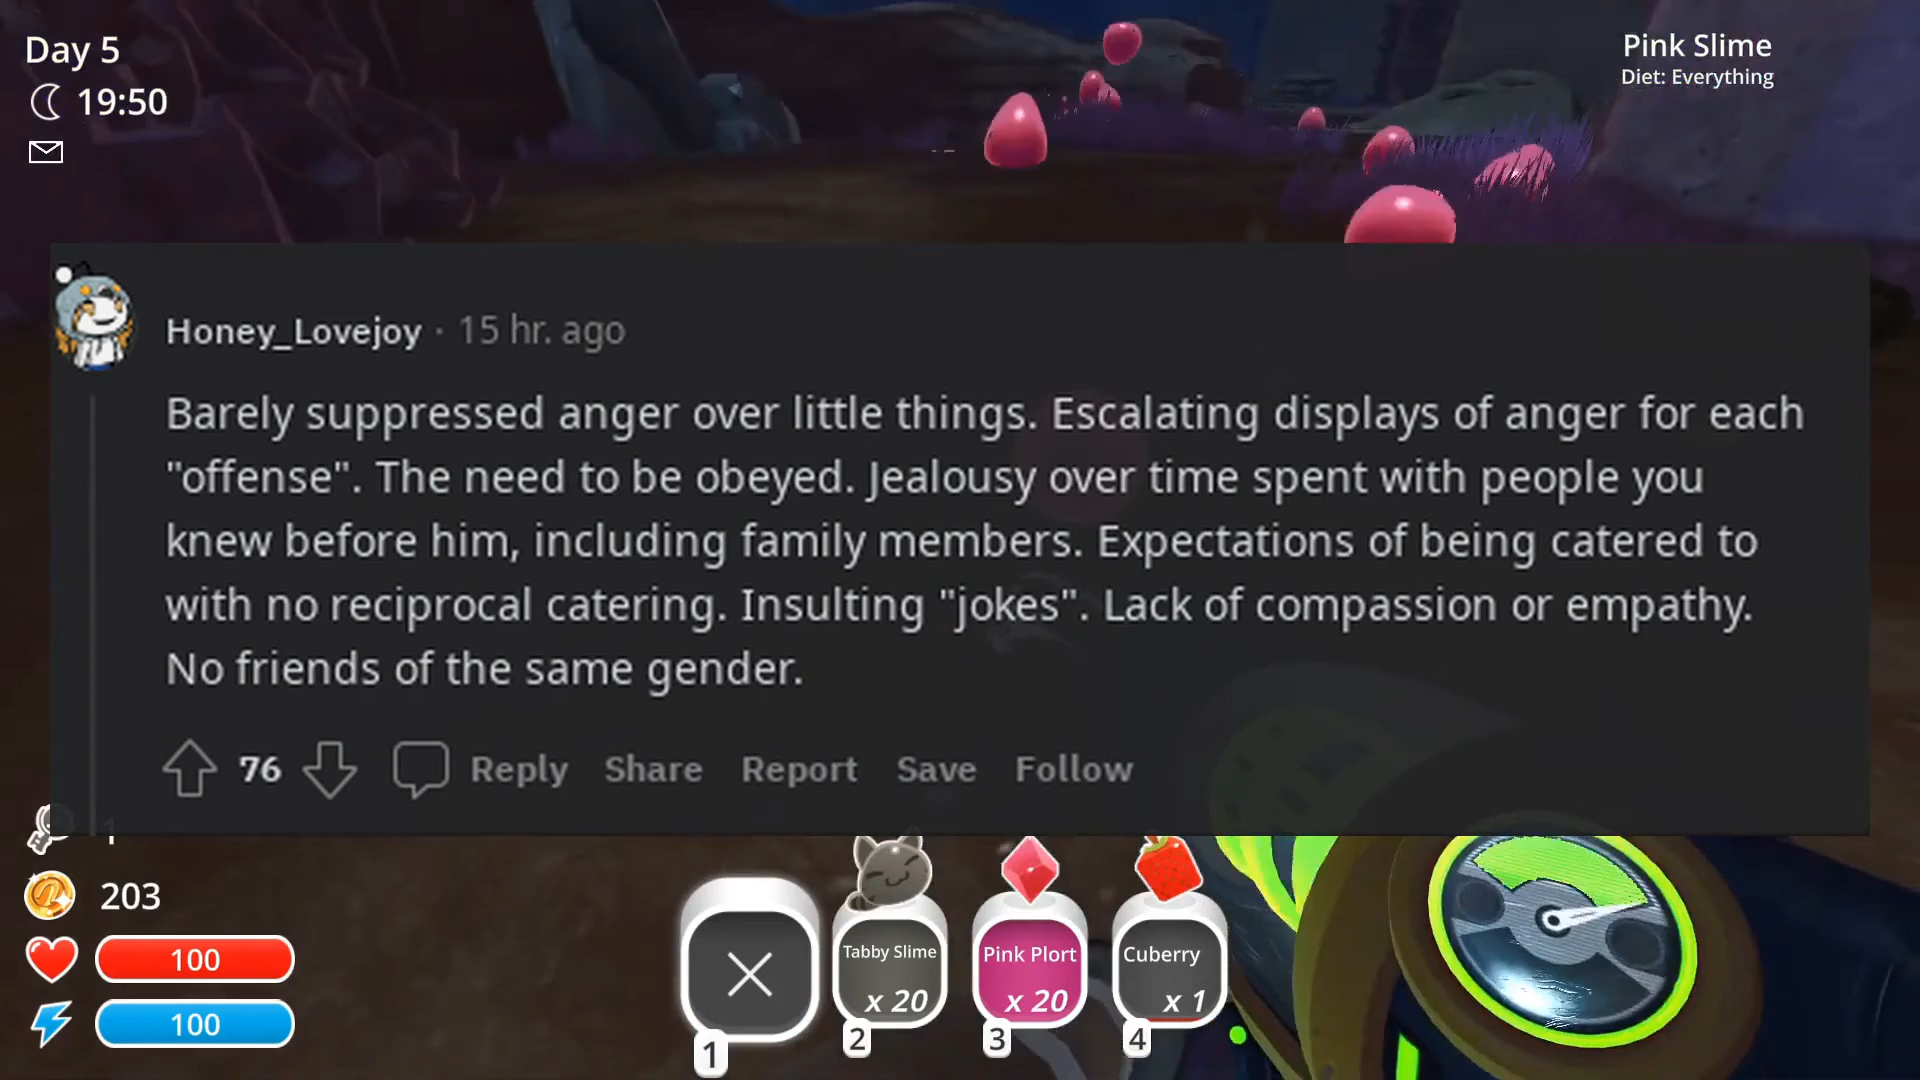 Day 5
19:50
Pink Slime
Diet: Everything
Honey_Lovejoy · 15 hr. ago
Barely suppressed anger over little things. Escalating displays of anger for each
"offense". The need to be obeyed. Jealousy over time spent with people you
knew before him, including family members. Expectations of being catered to
with no reciprocal catering. Insulting "jokes". Lack of compassion or empathy.
No friends of the same gender.
76 Reply Share Report Save Follow
1
203
100
100
Tabby Slime
x 20
Pink Plort
x 20
Cuberry
x 1
1
2
3
4